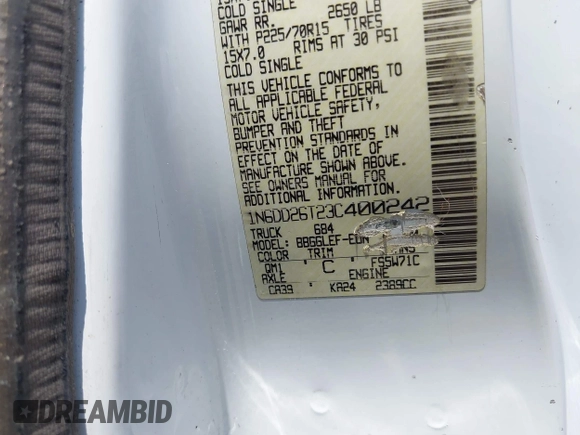 COLD SINGLE
GAWR RR. 2650 LB
WITH P225/70R15 TIRES
15X7.0 RIMS AT 30 PSI
COLD SINGLE
THIS VEHICLE CONFORMS TO
ALL APPLICABLE FEDERAL
MOTOR VEHICLE SAFETY,
BUMPER AND THEFT
PREVENTION STANDARDS IN
EFFECT ON THE DATE OF
MANUFACTURE SHOWN ABOVE.
SEE OWNERS MANUAL FOR
ADDITIONAL INFORMATION.
1N6DD26T23C400242
TRUCK 684
MODEL: BBGGLEF-EUN
COLOR TRIM
QM1 ' C ' FS5W71C
AXLE ENGINE
CA39 ' KA24 2389CC
DREAMBID